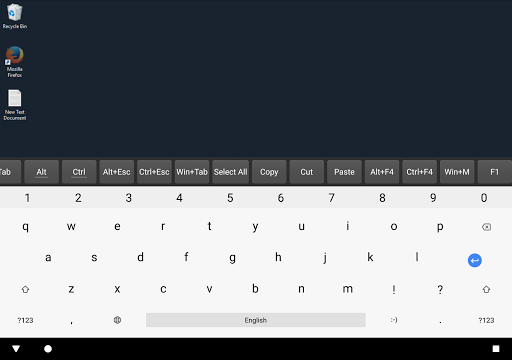 Recycle Bin
Mozilla
Firefox
New Text
Document
Tab Alt Ctrl Alt+Esc Ctrl+Esc Win+Tab Select All Copy Cut Paste Alt+F4 Ctrl+F4 Win+M F1
1 2 3 4 5 6 7 8 9 0
q w e r t y u i o p
a s d f g h j k l
z x c v b n m ! ?
?123 , English :-) . ?123